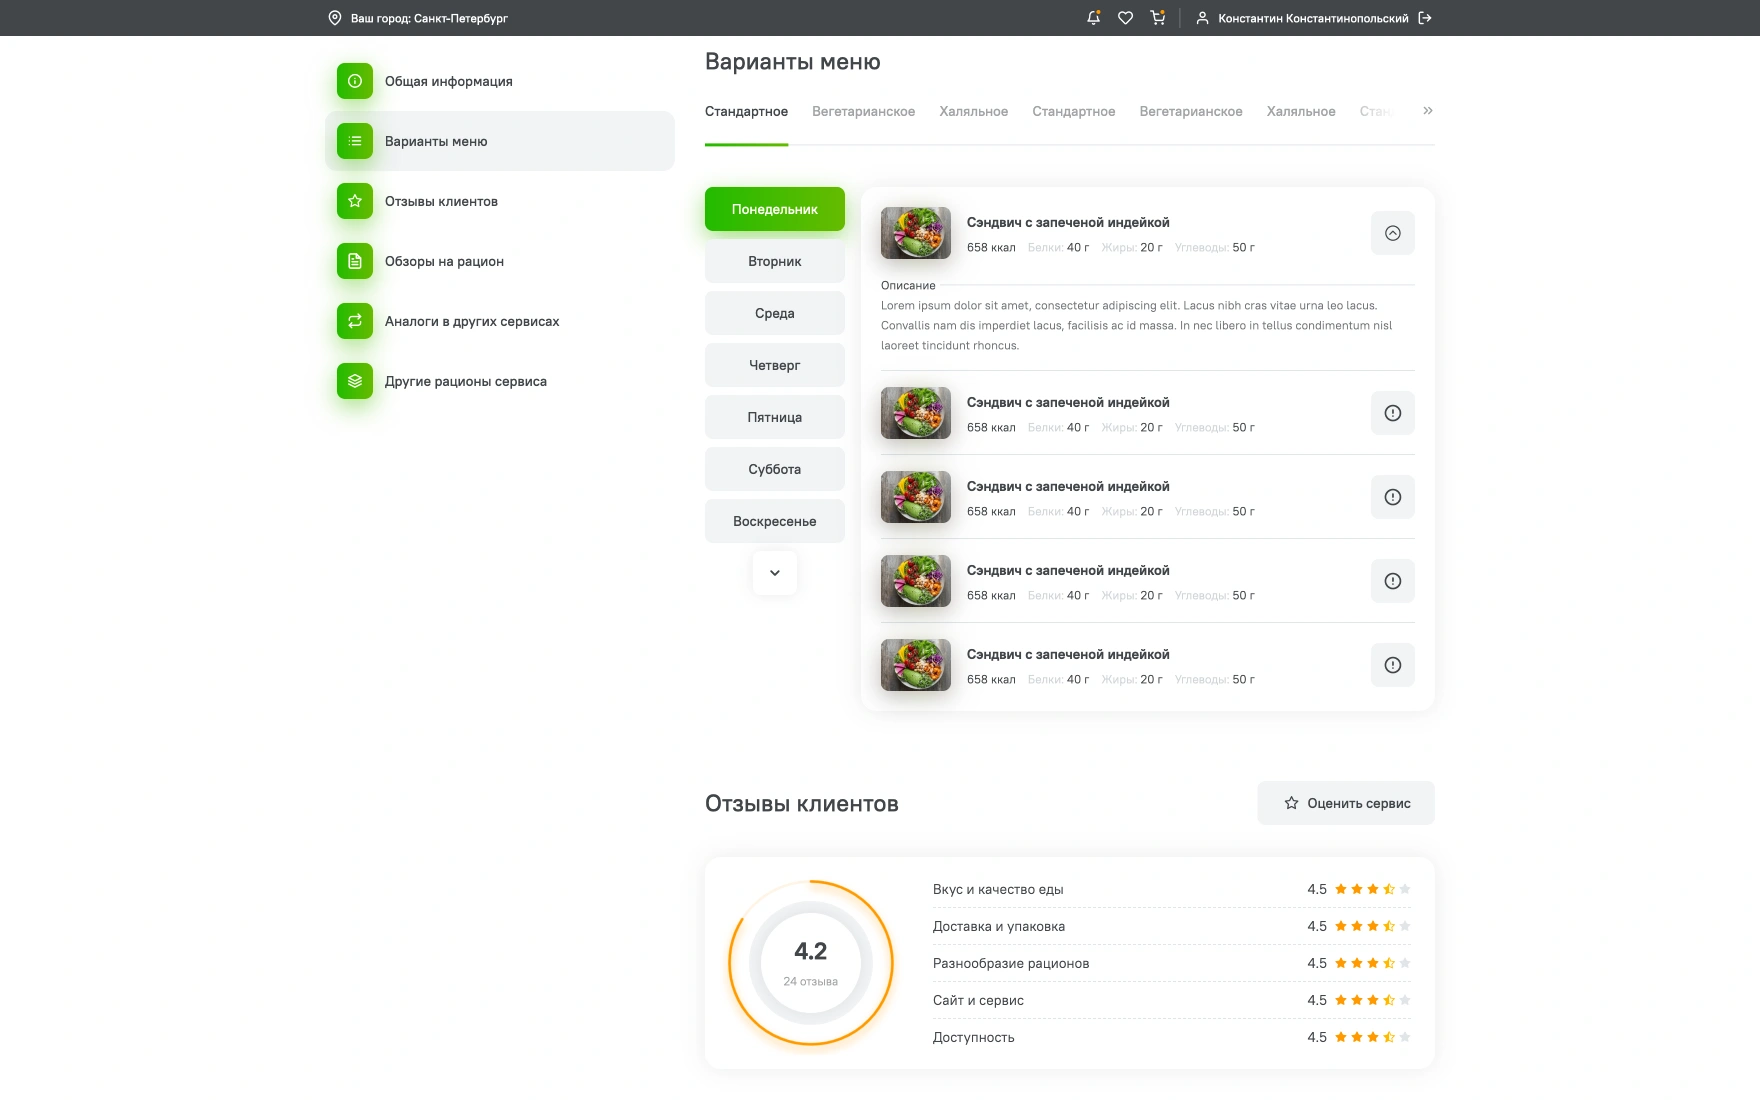 Ваш город: Санкт-Петербург
Константин Константинопольский
Общая информация
Варианты меню
Отзывы клиентов
Обзоры на рацион
Аналоги в других сервисах
Другие рационы сервиса
Варианты меню
Стандартное Вегетарианское Халяльное Стандартное Вегетарианское Халяльное
Понедельник
Вторник
Среда
Четверг
Пятница
Суббота
Воскресенье
Сэндвич с запеченой индейкой
658 ккал Белки: 40 г Жиры: 20 г Углеводы: 50 г
Описание
Lorem ipsum dolor sit amet, consectetur adipiscing elit. Lacus nibh cras vitae urna leo lacus.
Convallis nam dis imperdiet lacus, facilisis ac id massa. In nec libero in tellus condimentum nisl
laoreet tincidunt rhoncus.
Сэндвич с запеченой индейкой
658 ккал Белки: 40 г Жиры: 20 г Углеводы: 50 г
Сэндвич с запеченой индейкой
658 ккал Белки: 40 г Жиры: 20 г Углеводы: 50 г
Сэндвич с запеченой индейкой
658 ккал Белки: 40 г Жиры: 20 г Углеводы: 50 г
Сэндвич с запеченой индейкой
658 ккал Белки: 40 г Жиры: 20 г Углеводы: 50 г
Отзывы клиентов
Оценить сервис
4.2
24 отзыва
Вкус и качество еды 4.5
Доставка и упаковка 4.5
Разнообразие рационов 4.5
Сайт и сервис 4.5
Доступность 4.5